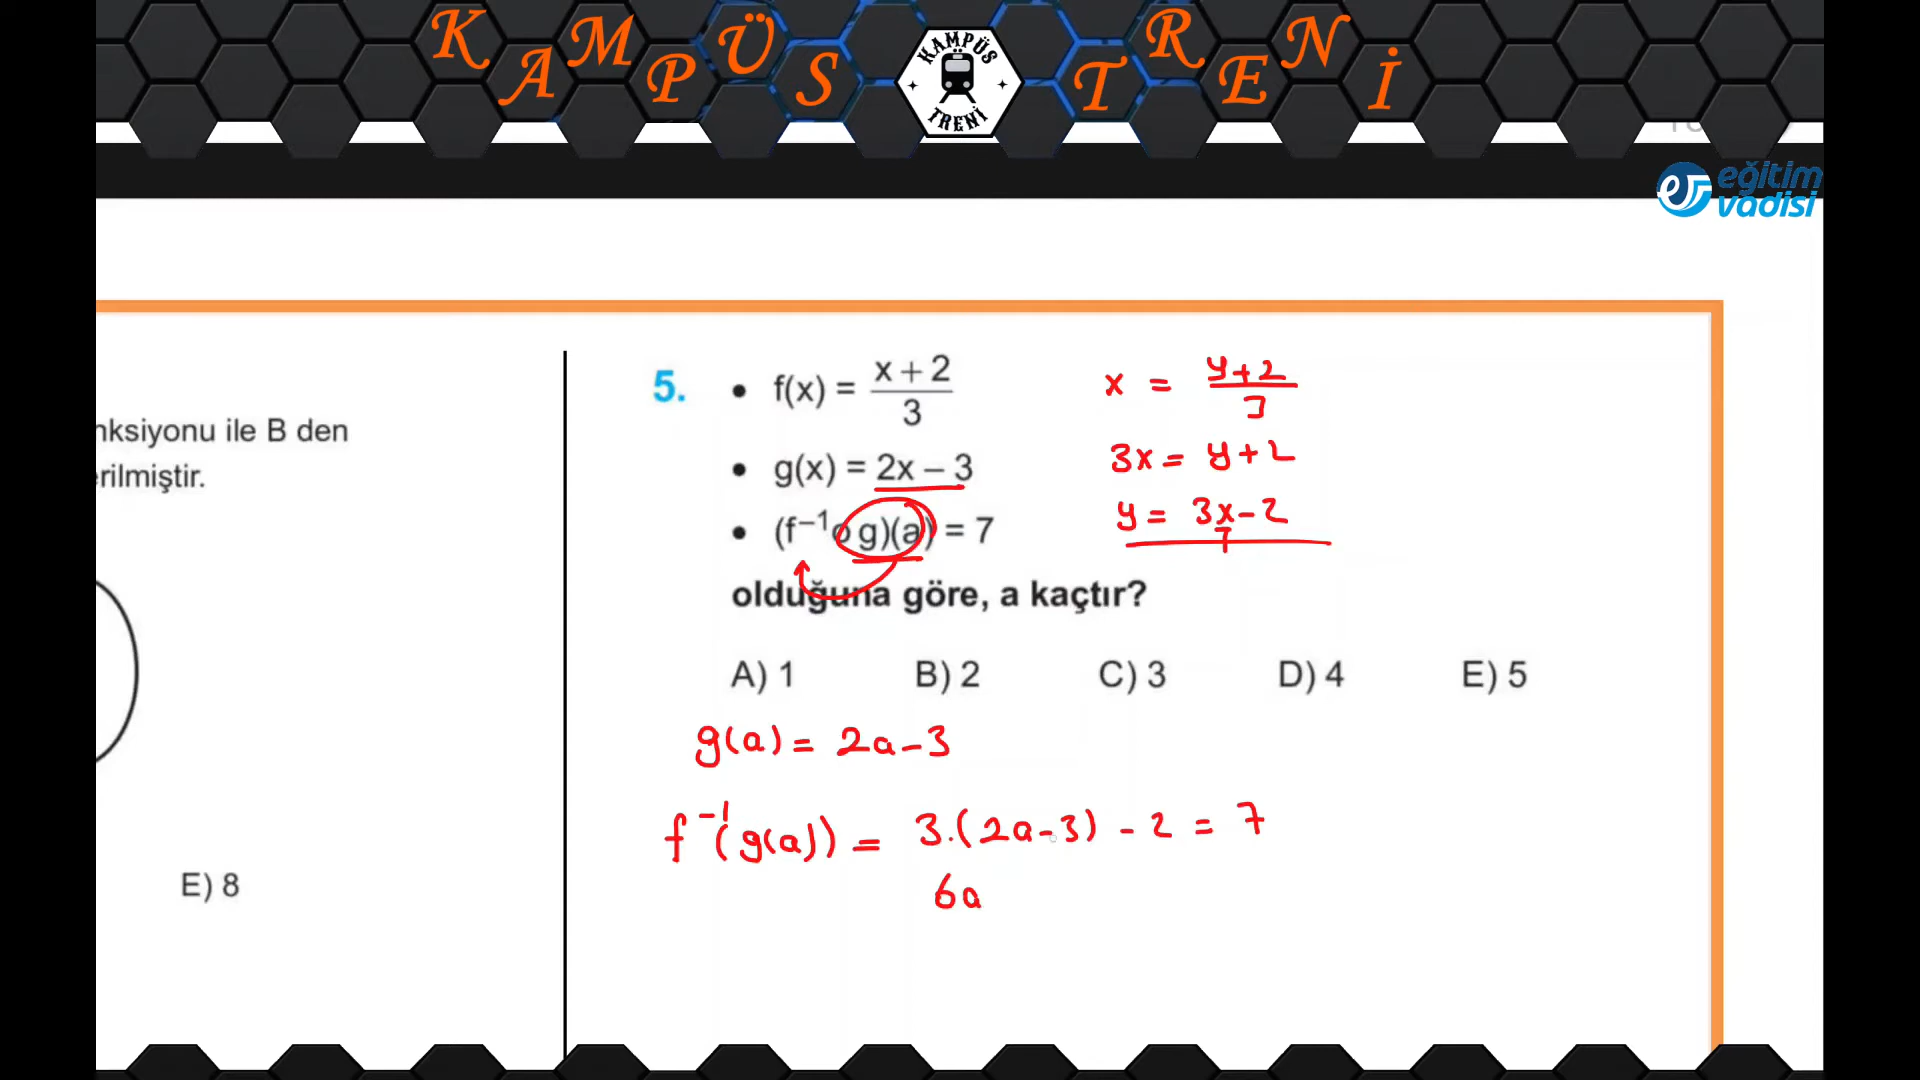 KAMPÜS TRENİ
KAMPÜS
TRENİ
eğitim
vadisi
nksiyonu ile B den
rilmiştir.
E) 8
5. • f(x) = x + 2 / 3
• g(x) = 2x – 3
• (f⁻¹o g)(a) = 7
olduğuna göre, a kaçtır?
A) 1 B) 2 C) 3 D) 4 E) 5
x = y+2 / 3
3x = y+2
y = 3x-2
g(a) = 2a-3
f⁻¹(g(a)) = 3.(2a-3) - 2 = 7
6a